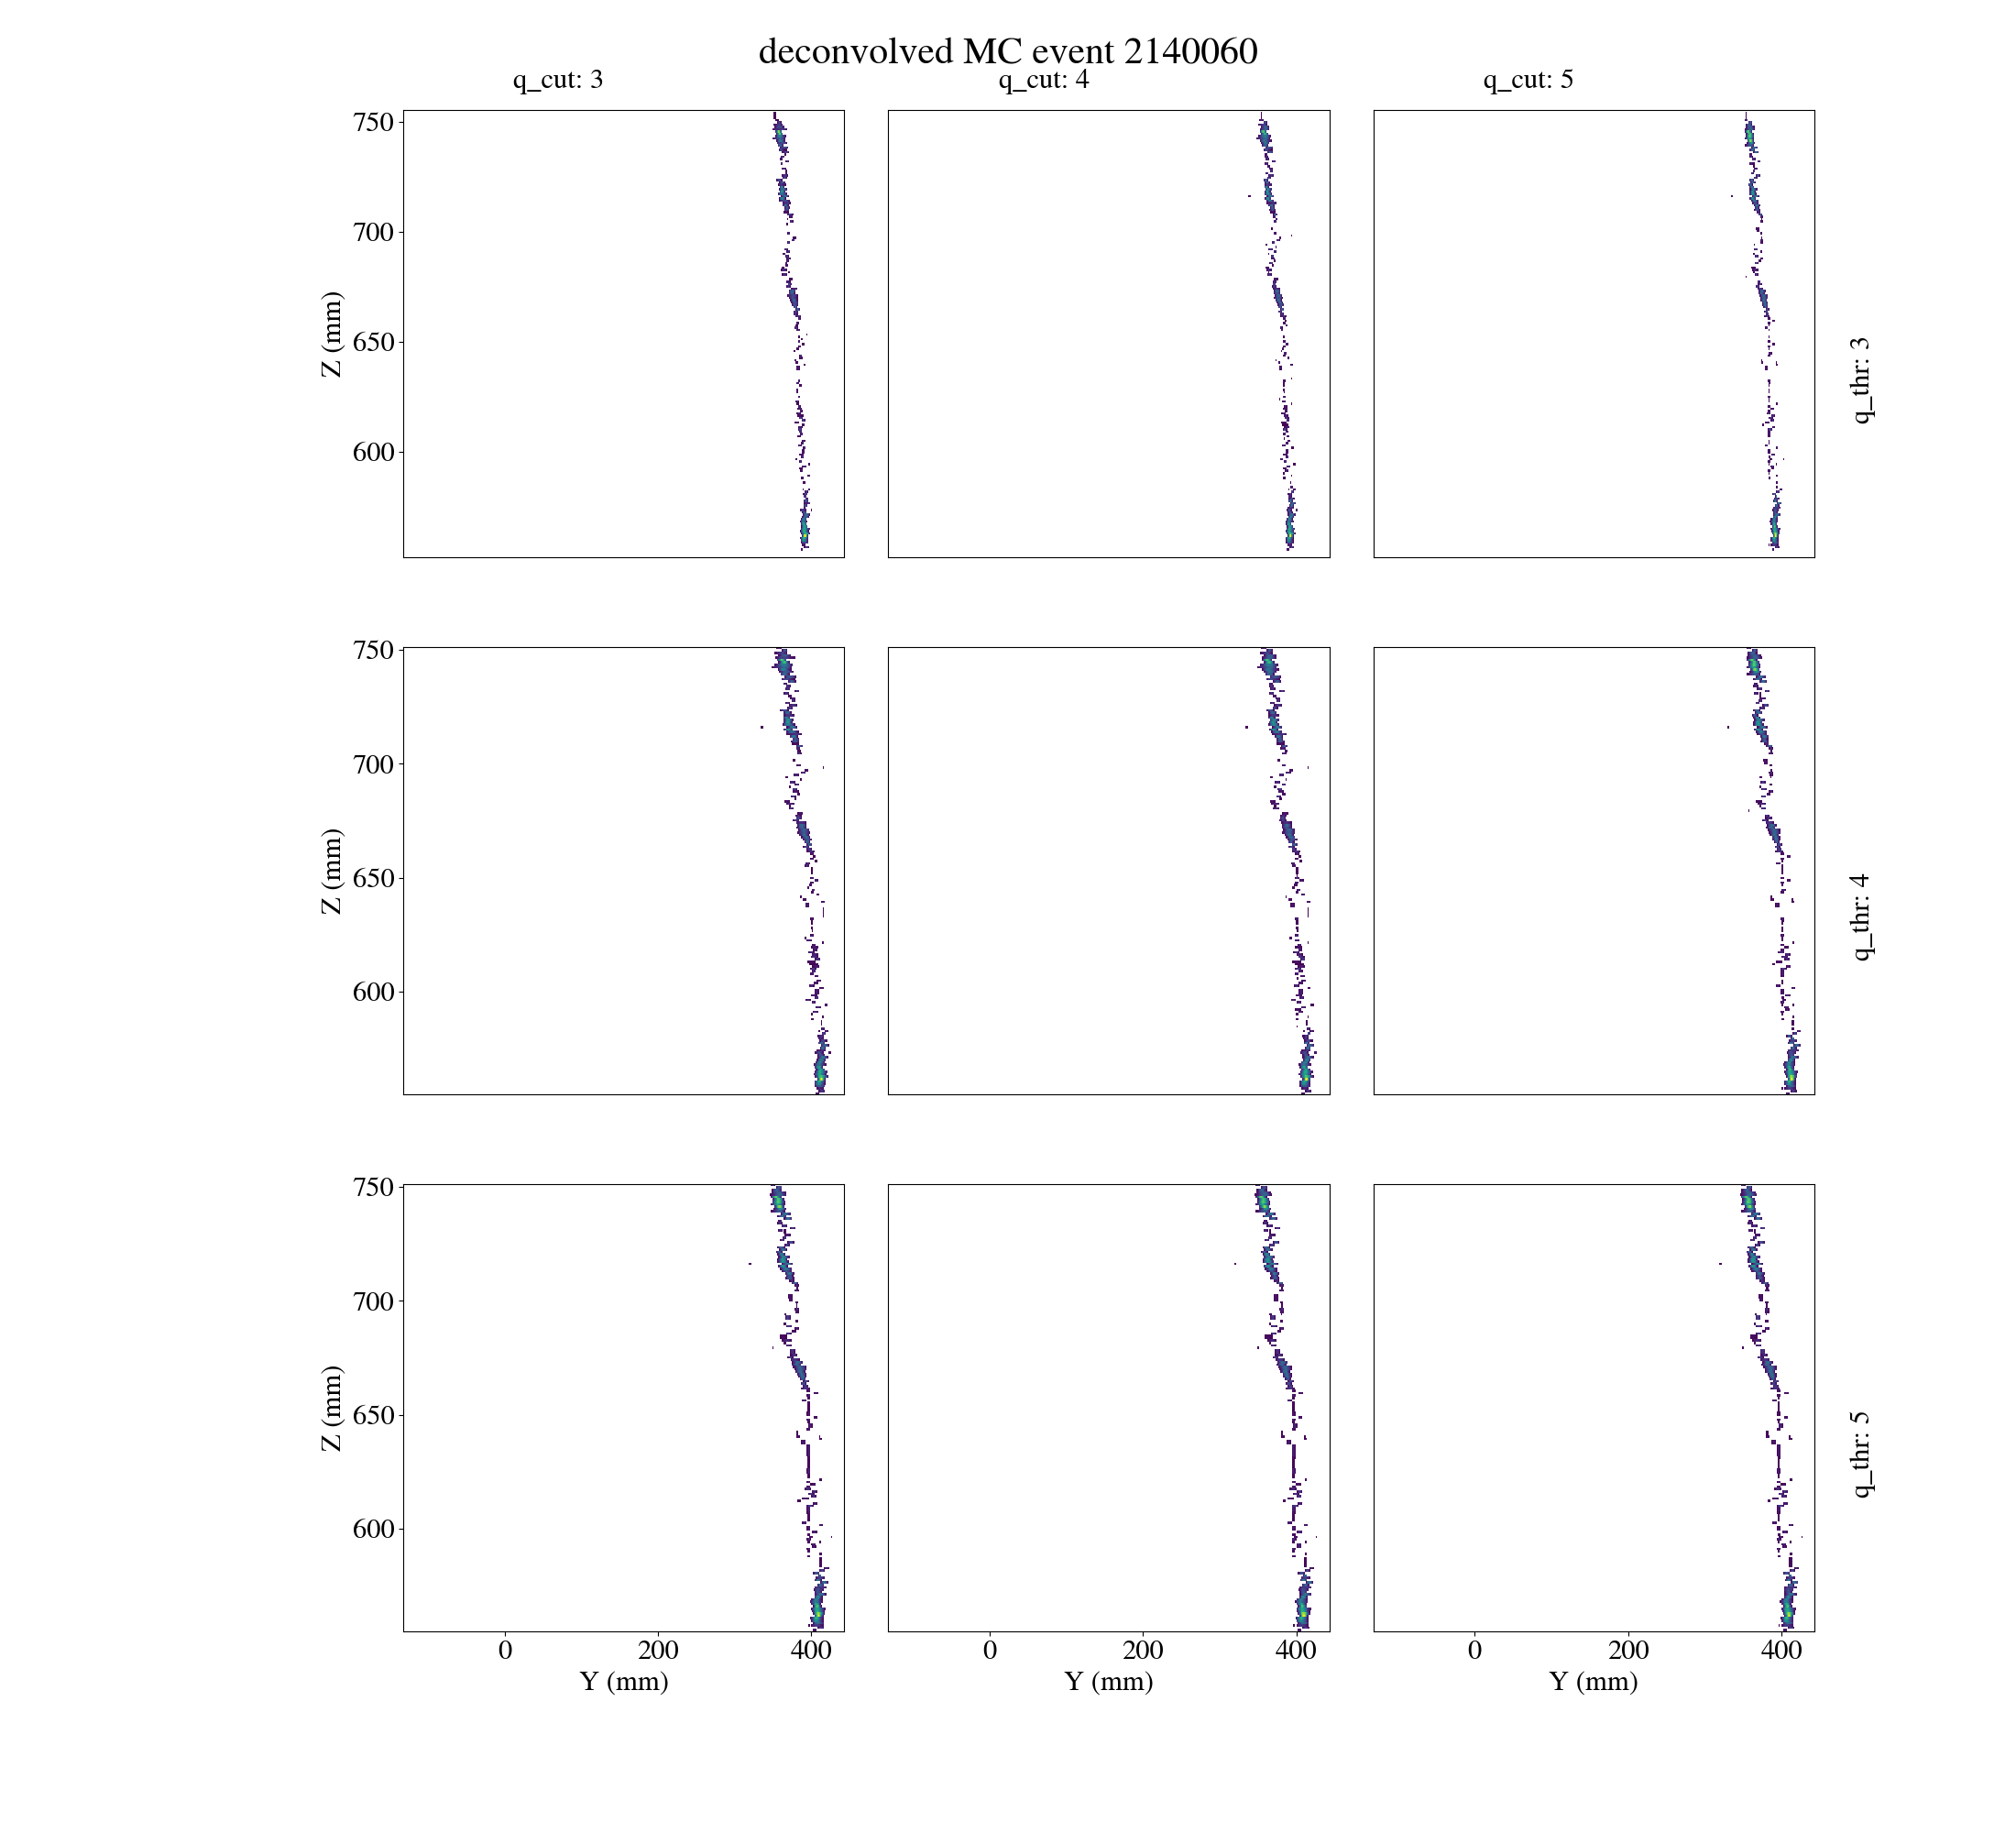 deconvolved MC event 2140060
q_cut: 3
q_cut: 4
q_cut: 5
750
700
650
600
Z (mm)
q_thr: 3
750
700
650
600
Z (mm)
q_thr: 4
750
700
650
600
Z (mm)
q_thr: 5
0 200 400
0 200 400
0 200 400
Y (mm)
Y (mm)
Y (mm)